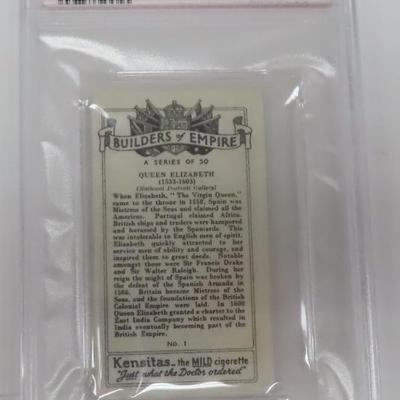 BUILDERS of EMPIRE
A SERIES OF 50
QUEEN ELIZABETH
(1533-1603)
(National Portrait Gallery)
When Elizabeth, "The Virgin Queen,"
came to the throne in 1558, Spain was
Mistress of the Seas and claimed all the
Americas. Portugal claimed Africa.
British ships and traders were hampered
and harassed by the Spaniards. This
was intolerable to English men of spirit.
Elizabeth quickly attracted to her
service men of ability and courage, and
inspired them to great deeds. Notable
amongst these were Sir Francis Drake
and Sir Walter Raleigh. During her
reign the might of Spain was broken by
the defeat of the Spanish Armada in
1588. Britain became Mistress of the
Seas, and the foundations of the British
Colonial Empire were laid. In 1600
Queen Elizabeth granted a charter to the
East India Company which resulted in
India eventually becoming part of the
British Empire.
No. 1
Kensitas - the MILD cigarette
"Just what the Doctor ordered"